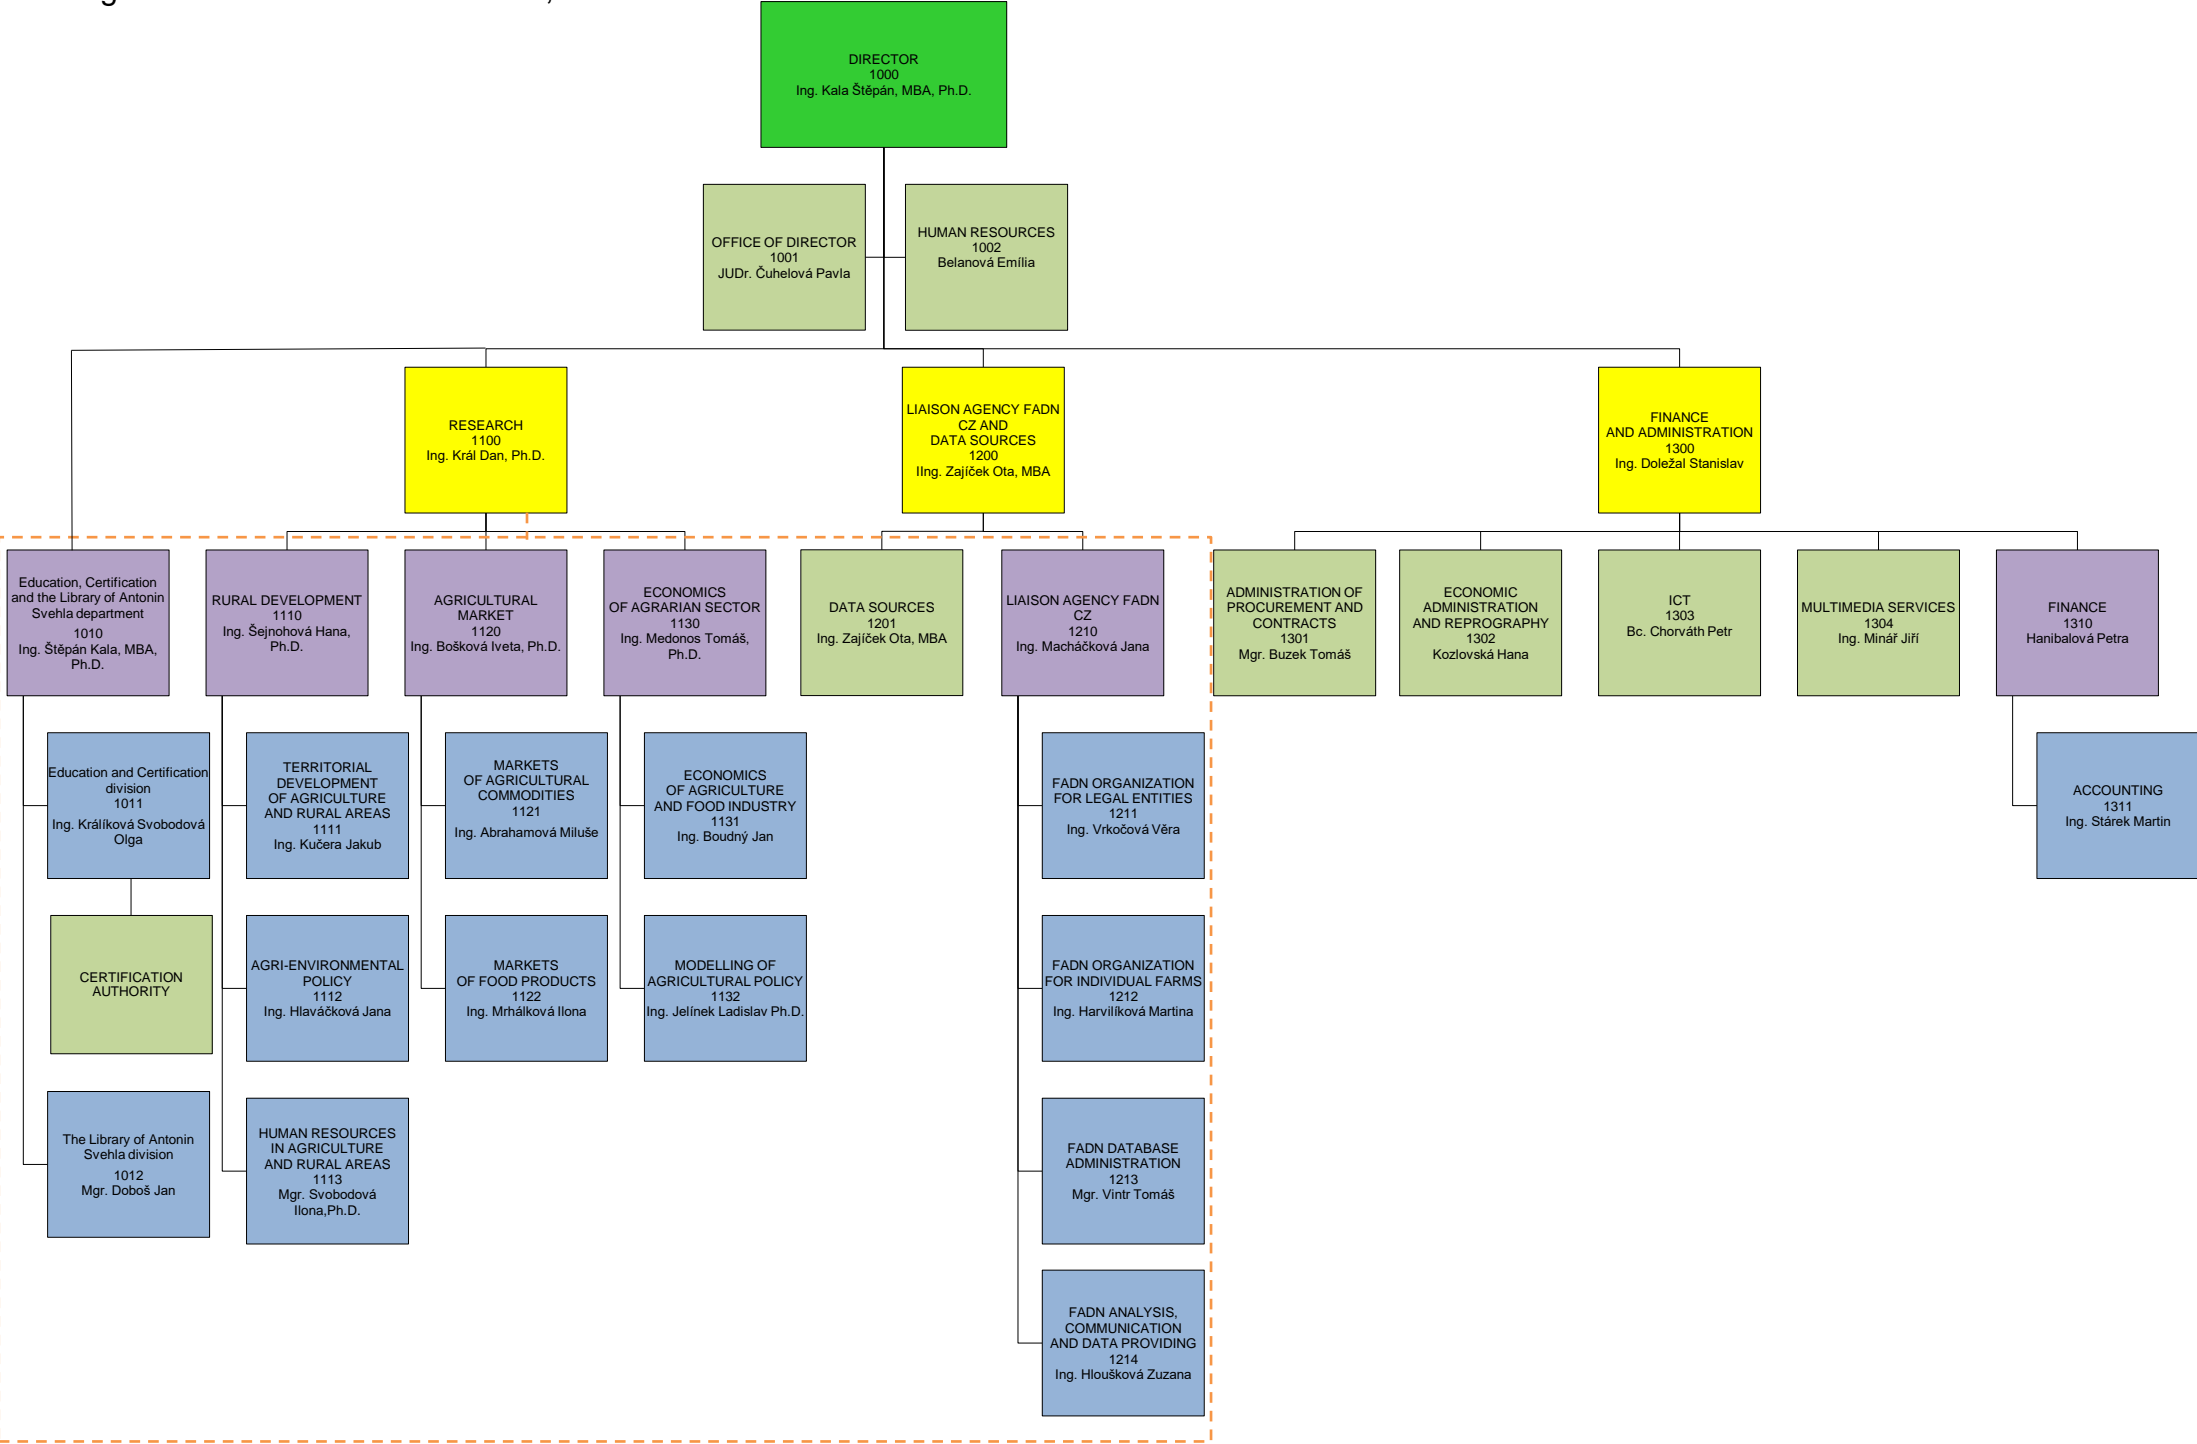 DIRECTOR
1000
Ing. Kala Štěpán, MBA, Ph.D.
OFFICE OF DIRECTOR
1001
JUDr. Čuhelová Pavla
HUMAN RESOURCES
1002
Belanová Emília
RESEARCH
1100
Ing. Král Dan, Ph.D.
LIAISON AGENCY FADN
CZ AND
DATA SOURCES
1200
IIng. Zajíček Ota, MBA
FINANCE
AND ADMINISTRATION
1300
Ing. Doležal Stanislav
Education, Certification
and the Library of Antonin
Svehla department
1010
Ing. Štěpán Kala, MBA,
Ph.D.
RURAL DEVELOPMENT
1110
Ing. Šejnohová Hana,
Ph.D.
AGRICULTURAL
MARKET
1120
Ing. Bošková Iveta, Ph.D.
ECONOMICS
OF AGRARIAN SECTOR
1130
Ing. Medonos Tomáš,
Ph.D.
DATA SOURCES
1201
Ing. Zajíček Ota, MBA
LIAISON AGENCY FADN
CZ
1210
Ing. Macháčková Jana
ADMINISTRATION OF
PROCUREMENT AND
CONTRACTS
1301
Mgr. Buzek Tomáš
ECONOMIC
ADMINISTRATION
AND REPROGRAPHY
1302
Kozlovská Hana
ICT
1303
Bc. Chorváth Petr
MULTIMEDIA SERVICES
1304
Ing. Minář Jiří
FINANCE
1310
Hanibalová Petra
Education and Certification
division
1011
Ing. Králíková Svobodová
Olga
TERRITORIAL
DEVELOPMENT
OF AGRICULTURE
AND RURAL AREAS
1111
Ing. Kučera Jakub
MARKETS
OF AGRICULTURAL
COMMODITIES
1121
Ing. Abrahamová Miluše
ECONOMICS
OF AGRICULTURE
AND FOOD INDUSTRY
1131
Ing. Boudný Jan
FADN ORGANIZATION
FOR LEGAL ENTITIES
1211
Ing. Vrkočová Věra
ACCOUNTING
1311
Ing. Stárek Martin
CERTIFICATION
AUTHORITY
AGRI-ENVIRONMENTAL
POLICY
1112
Ing. Hlaváčková Jana
MARKETS
OF FOOD PRODUCTS
1122
Ing. Mrhálková Ilona
MODELLING OF
AGRICULTURAL POLICY
1132
Ing. Jelínek Ladislav Ph.D.
FADN ORGANIZATION
FOR INDIVIDUAL FARMS
1212
Ing. Harvilíková Martina
The Library of Antonin
Svehla division
1012
Mgr. Doboš Jan
HUMAN RESOURCES
IN AGRICULTURE
AND RURAL AREAS
1113
Mgr. Svobodová
Ilona,Ph.D.
FADN DATABASE
ADMINISTRATION
1213
Mgr. Vintr Tomáš
FADN ANALYSIS,
COMMUNICATION
AND DATA PROVIDING
1214
Ing. Hloušková Zuzana